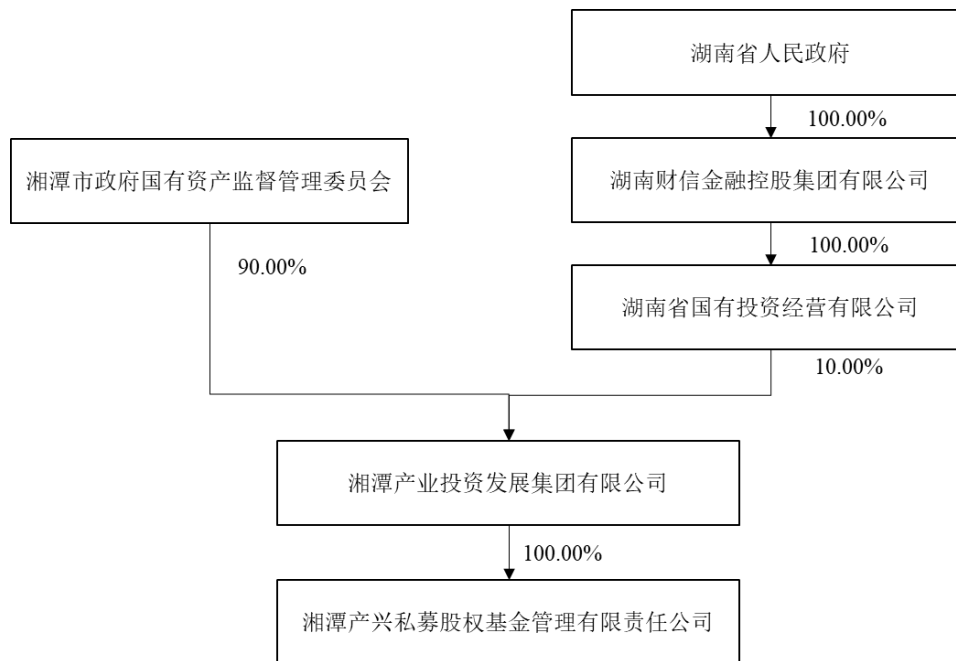 湖南省人民政府
100.00%
湘潭市政府国有资产监督管理委员会
湖南财信金融控股集团有限公司
100.00%
90.00%
湖南省国有投资经营有限公司
10.00%
湘潭产业投资发展集团有限公司
100.00%
湘潭产兴私募股权基金管理有限责任公司